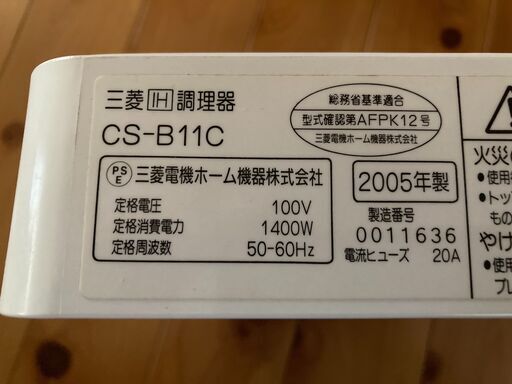 三菱IH調理器
CS-B11C
総務省基準適合
型式確認第AFPK12号
三菱電機ホーム機器株式会社
PSE 三菱電機ホーム機器株式会社
定格電圧 100V
定格消費電力 1400W
定格周波数 50-60Hz
2005年製
製造番号
0011636
電流ヒューズ 20A
火災の
●使用
●トッ
もの
やけ
●使用
プレ